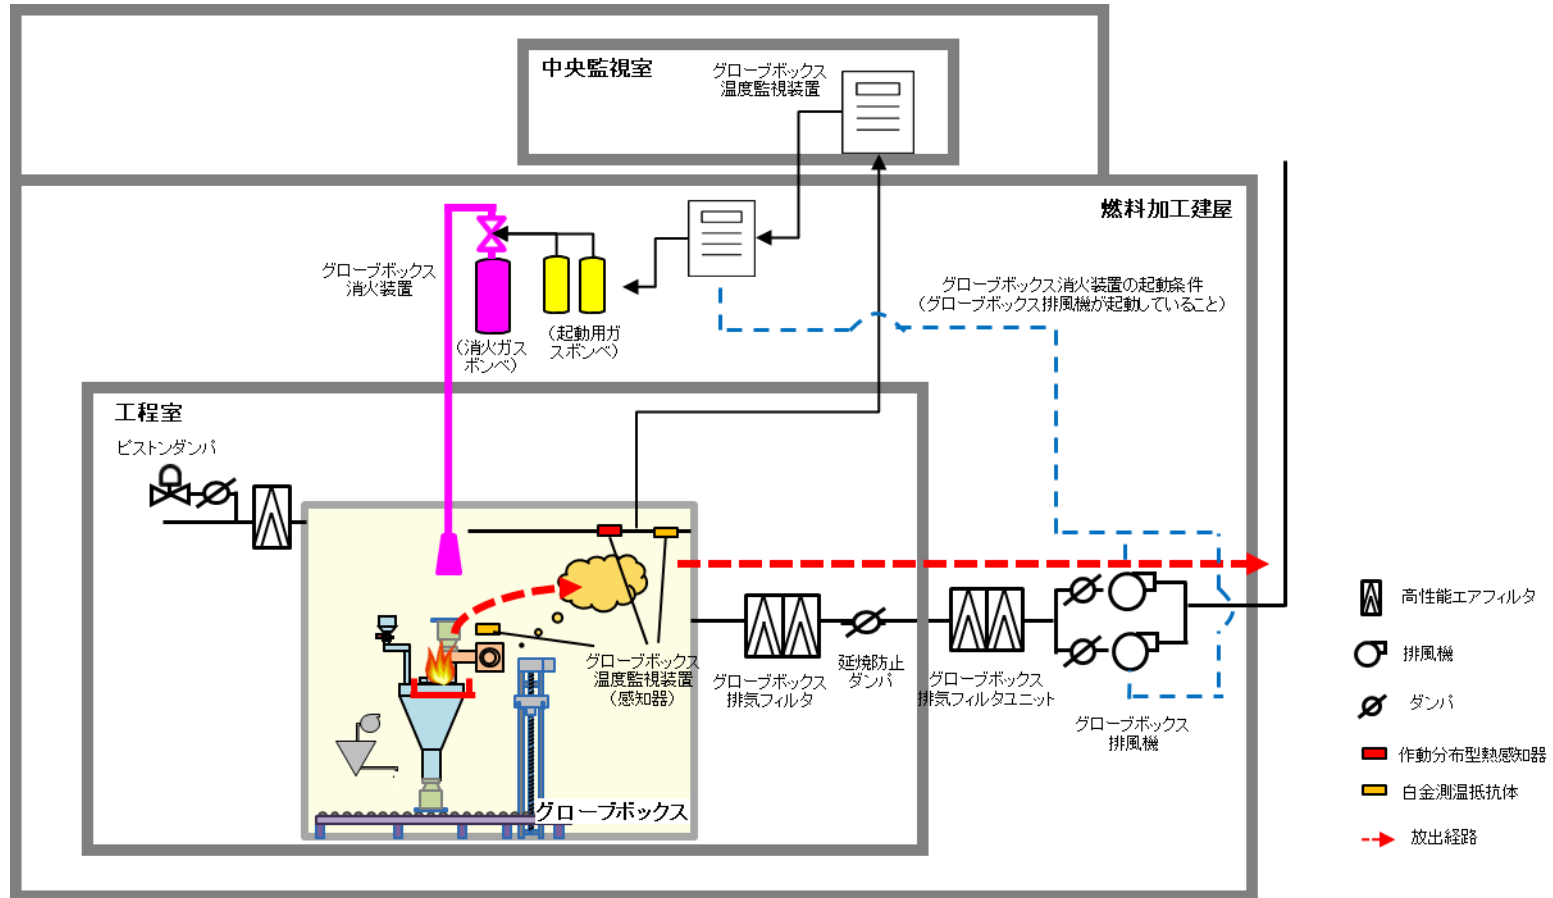 中央監視室
グローブボックス
温度監視装置
燃料加工建屋
グローブボックス
消火装置
（消火ガス
ボンベ）
（起動用ガ
スボンベ）
グローブボックス消火装置の起動条件
（グローブボックス排風機が起動していること）
工程室
ピストンダンパ
グローブボックス
温度監視装置
（感知器）
グローブボックス
グローブボックス
排気フィルタ
延焼防止
ダンパ
グローブボックス
排気フィルタユニット
グローブボックス
排風機
高性能エアフィルタ
排風機
ダンパ
作動分布型熱感知器
白金測温抵抗体
放出経路